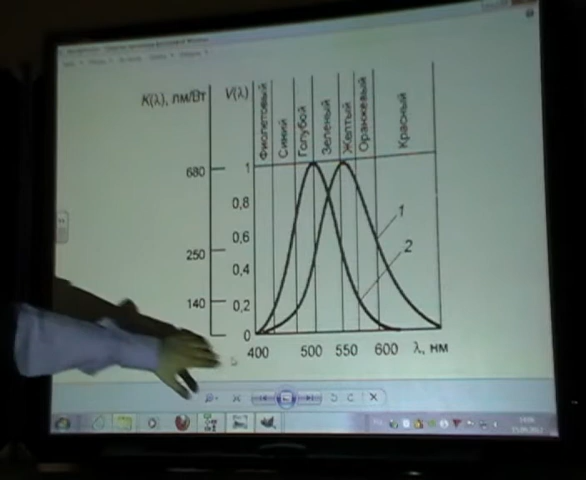 K(λ), лм/Вт
V(λ)
Фиолетовый
Синий
Голубой
Зеленый
Желтый
Оранжевый
Красный
680
250
140
1
0,8
0,6
0,4
0,2
0
1
2
400 500 550 600 λ, нм